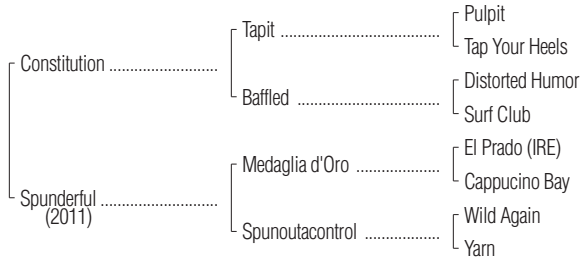 Pulpit
Tapit
Tap Your Heels
Constitution
Distorted Humor
Baffled
Surf Club
El Prado (IRE)
Medaglia d'Oro
Cappucino Bay
Spunderful
(2011)
Wild Again
Spunoutacontrol
Yarn